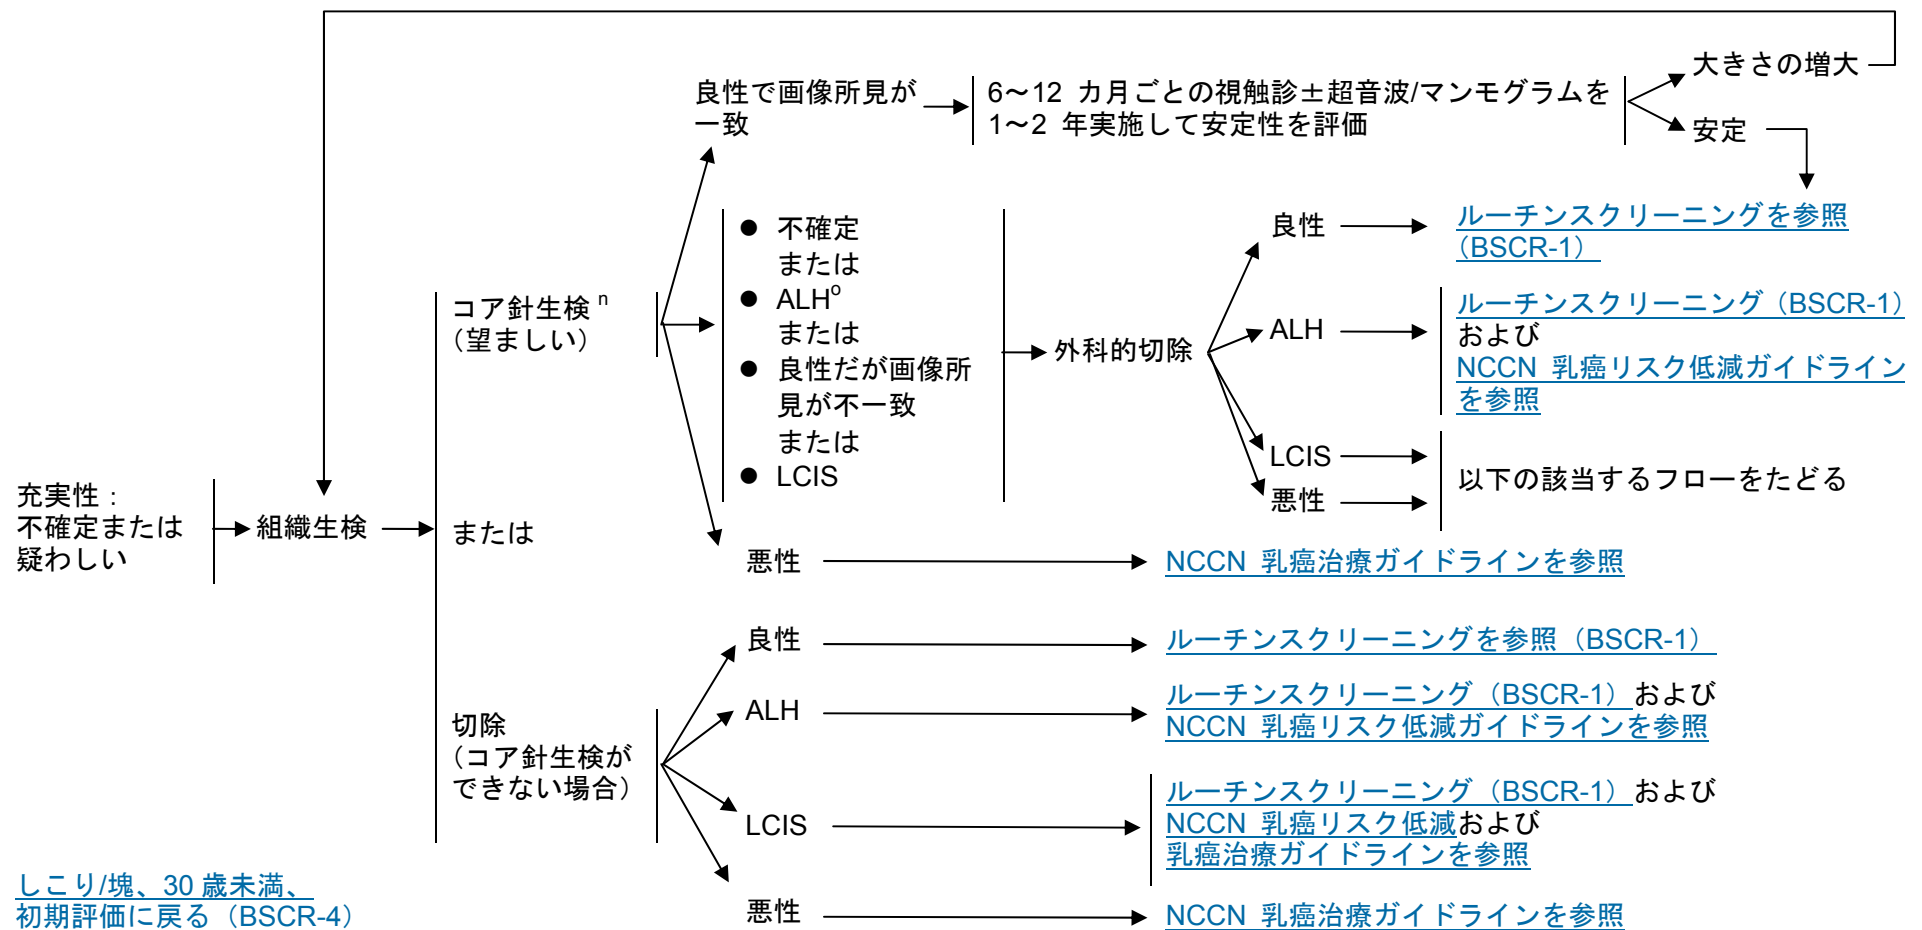 大きさの増大
良性で画像所見が
一致
6～12 カ月ごとの視触診±超音波/マンモグラムを
1～2 年実施して安定性を評価
安定
● 不確定
または
● ALHo
または
● 良性だが画像所
見が不一致
または
● LCIS
良性
ルーチンスクリーニングを参照
（BSCR-1）
コア針生検 n
（望ましい）
外科的切除
ALH
ルーチンスクリーニング（BSCR-1）
および
NCCN 乳癌リスク低減ガイドライン
を参照
LCIS
悪性
以下の該当するフローをたどる
充実性：
不確定または
疑わしい
組織生検
または
悪性
NCCN 乳癌治療ガイドラインを参照
良性
ルーチンスクリーニングを参照（BSCR-1）
切除
（コア針生検が
できない場合）
ALH
ルーチンスクリーニング（BSCR-1）および
NCCN 乳癌リスク低減ガイドラインを参照
LCIS
ルーチンスクリーニング（BSCR-1）および
NCCN 乳癌リスク低減および
乳癌治療ガイドラインを参照
悪性
NCCN 乳癌治療ガイドラインを参照
しこり/塊、30 歳未満、
初期評価に戻る（BSCR-4）